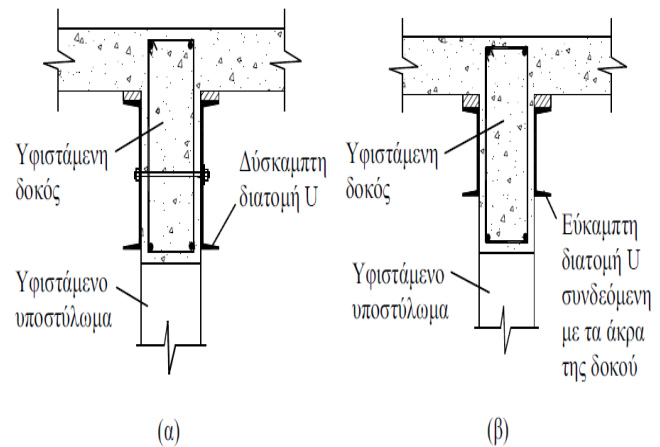 Υφιστάμενη
δοκός
Δύσκαμπτη
διατομή U
Υφιστάμενο
υποστύλωμα
(α)
Υφιστάμενη
δοκός
Εύκαμπτη
διατομή U
συνδεόμενη
με τα άκρα
της δοκού
Υφιστάμενο
υποστύλωμα
(β)